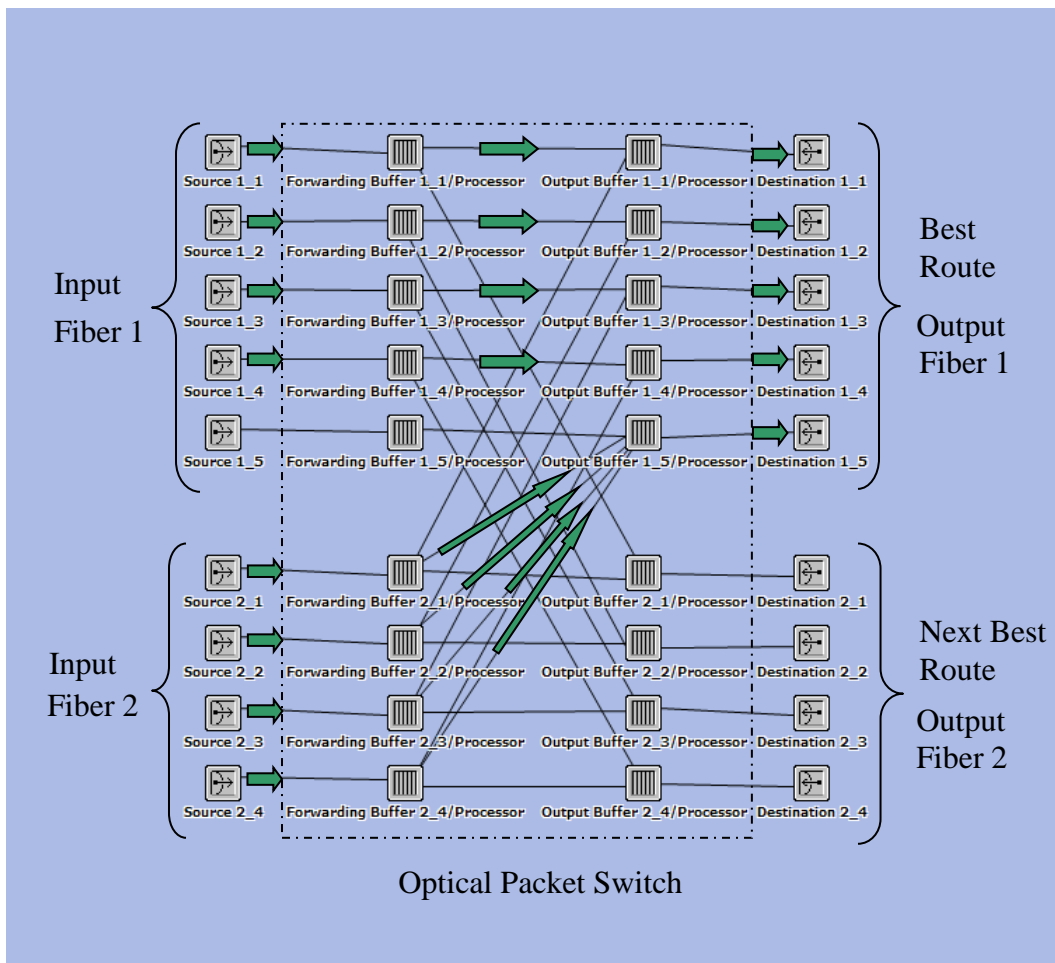 Source 1_1 Forwarding Buffer 1_1/Processor Output Buffer 1_1/Processor Destination 1_1
Source 1_2 Forwarding Buffer 1_2/Processor Output Buffer 1_2/Processor Destination 1_2
Source 1_3 Forwarding Buffer 1_3/Processor Output Buffer 1_3/Processor Destination 1_3
Source 1_4 Forwarding Buffer 1_4/Processor Output Buffer 1_4/Processor Destination 1_4
Source 1_5 Forwarding Buffer 1_5/Processor Output Buffer 1_5/Processor Destination 1_5
Input
Fiber 1
Best
Route
Output
Fiber 1
Source 2_1 Forwarding Buffer 2_1/Processor Output Buffer 2_1/Processor Destination 2_1
Source 2_2 Forwarding Buffer 2_2/Processor Output Buffer 2_2/Processor Destination 2_2
Source 2_3 Forwarding Buffer 2_3/Processor Output Buffer 2_3/Processor Destination 2_3
Source 2_4 Forwarding Buffer 2_4/Processor Output Buffer 2_4/Processor Destination 2_4
Input
Fiber 2
Next Best
Route
Output
Fiber 2
Optical Packet Switch